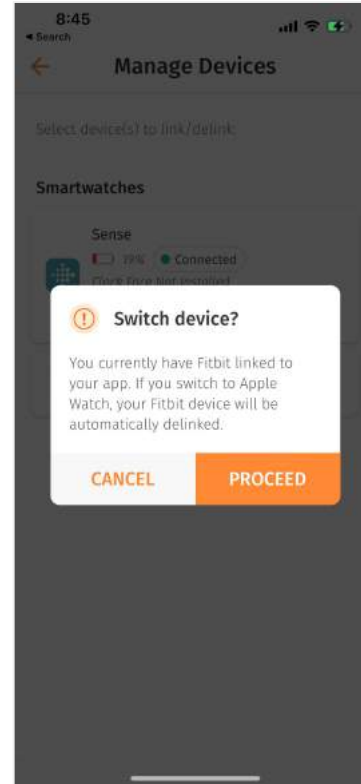 8:45
◄ Search
Manage Devices
Select device(s) to link/delink:
Smartwatches
Sense
19% Connected
Clock Face Not Installed
Switch device?
You currently have Fitbit linked to
your app. If you switch to Apple
Watch, your Fitbit device will be
automatically delinked.
CANCEL PROCEED